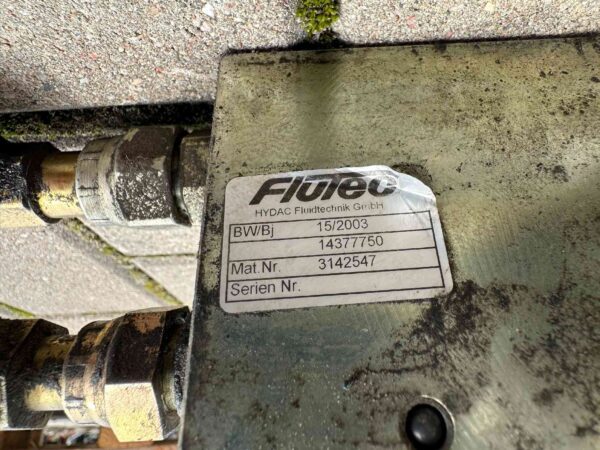 FluTec
HYDAC Fluidtechnik GmbH
BW/Bj 15/2003
14377750
Mat.Nr. 3142547
Serien Nr.